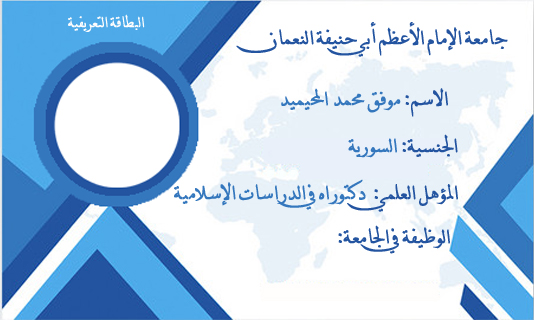 البطاقة التعريفية
جامعة الإمام الأعظم أبي حنيفة النعمان
الاسم: موفق محمد المحيميد
الجنسية: السورية
المؤهل العلمي: دكتوراه في الدراسات الإسلامية
الوظيفة في الجامعة: